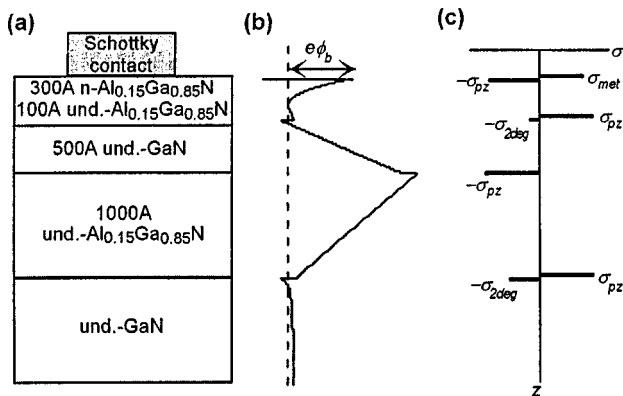 (a)
Schottky
contact
300A n-Al0.15Ga0.85N
100A und.-Al0.15Ga0.85N
500A und.-GaN
1000A
und.-Al0.15Ga0.85N
und.-GaN
(b)
eϕb
(c)
σ
-σpz
σmet
-σ2deg
σpz
-σpz
-σ2deg
σpz
z